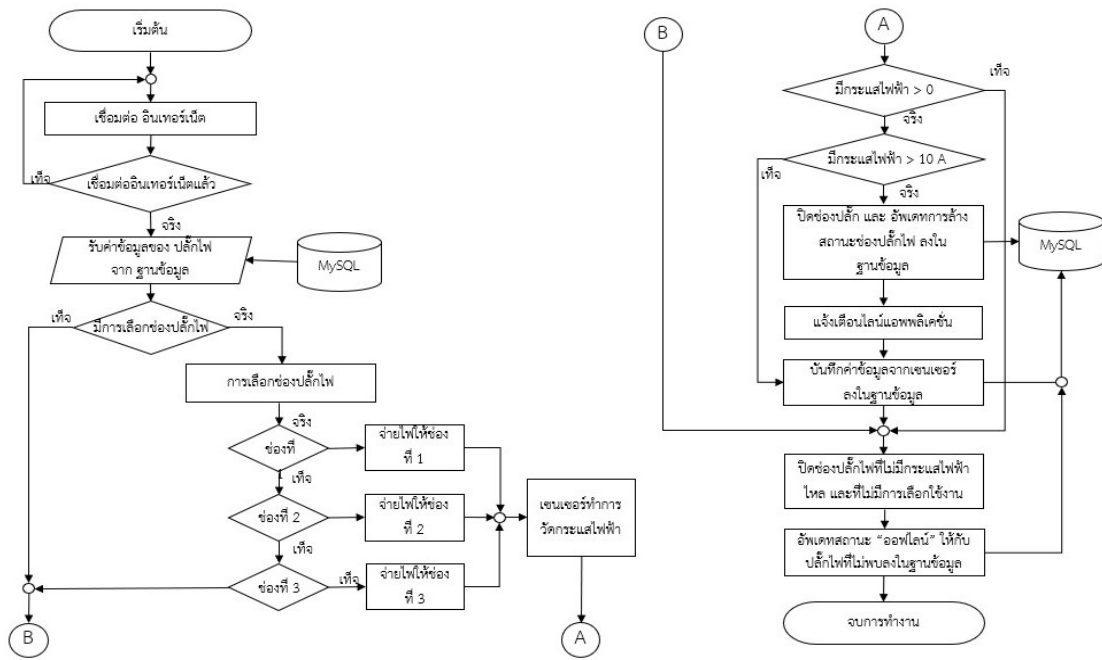 เริ่มต้น
เชื่อมต่อ อินเทอร์เน็ต
เชื่อมต่ออินเทอร์เน็ตแล้ว
เท็จ
จริง
รับค่าข้อมูลของ ปลั๊กไฟ
จาก ฐานข้อมูล
MySQL
มีการเลือกช่องปลั๊กไฟ
เท็จ
จริง
การเลือกช่องปลั๊กไฟ
จริง
ช่องที่
1
จ่ายไฟให้ช่อง
ที่ 1
เท็จ
ช่องที่ 2
จ่ายไฟให้ช่อง
ที่ 2
เท็จ
ช่องที่ 3
เท็จ
จ่ายไฟให้ช่อง
ที่ 3
เซนเซอร์ทำการ
วัดกระแสไฟฟ้า
B
A
B
A
มีกระแสไฟฟ้า > 0
เท็จ
จริง
มีกระแสไฟฟ้า > 10 A
เท็จ
จริง
ปิดช่องปลั๊ก และ อัพเดทการล้าง
สถานะช่องปลั๊กไฟ ลงใน
ฐานข้อมูล
MySQL
แจ้งเตือนไลน์แอพพลิเคชั่น
บันทึกค่าข้อมูลจากเซนเซอร์
ลงในฐานข้อมูล
ปิดช่องปลั๊กไฟที่ไม่มีกระแสไฟฟ้า
ไหล และที่ไม่มีการเลือกใช้งาน
อัพเดทสถานะ “ออฟไลน์” ให้กับ
ปลั๊กไฟที่ไม่พบลงในฐานข้อมูล
จบการทำงาน